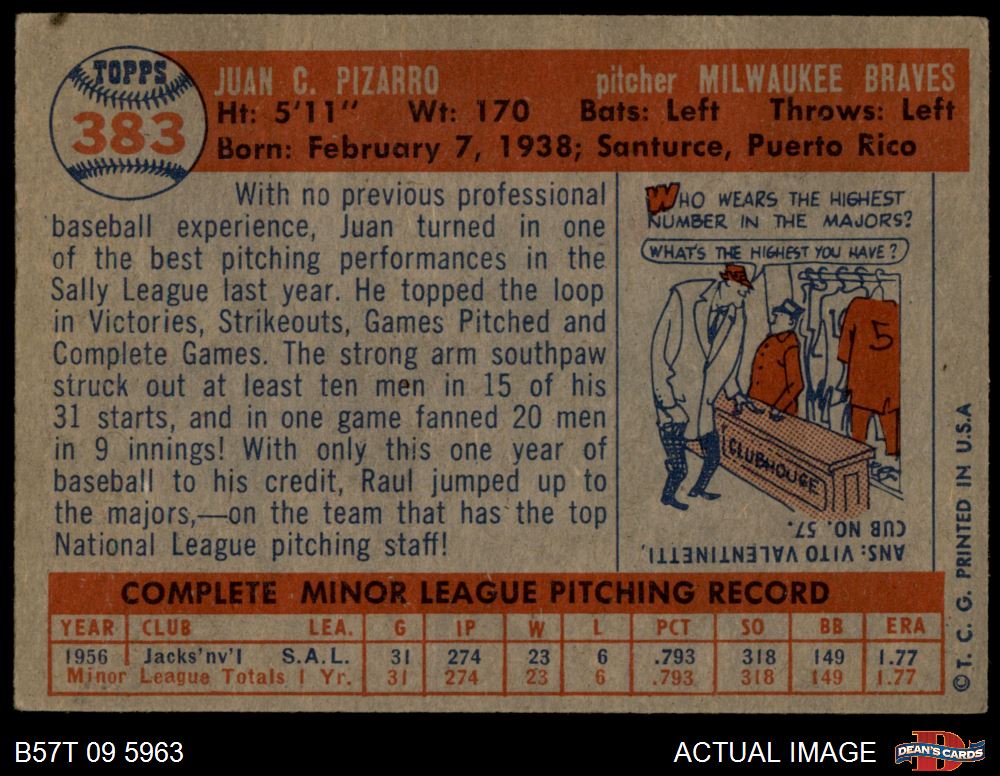 TOPPS
383
JUAN C. PIZARRO pitcher MILWAUKEE BRAVES
Ht: 5'11" Wt: 170 Bats: Left Throws: Left
Born: February 7, 1938; Santurce, Puerto Rico
With no previous professional
baseball experience, Juan turned in one
of the best pitching performances in the
Sally League last year. He topped the loop
in Victories, Strikeouts, Games Pitched and
Complete Games. The strong arm southpaw
struck out at least ten men in 15 of his
31 starts, and in one game fanned 20 men
in 9 innings! With only this one year of
baseball to his credit, Raul jumped up to
the majors,—on the team that has the top
National League pitching staff!
WHO WEARS THE HIGHEST
NUMBER IN THE MAJORS?
WHAT'S THE HIGHEST YOU HAVE?
5
CLUBHOUSE
ANS: VITO VALENTINETTI,
CUB NO. 57.
COMPLETE MINOR LEAGUE PITCHING RECORD
YEAR CLUB LEA. G IP W L PCT SO BB ERA
1956 Jacks'nv'l S.A.L. 31 274 23 6 .793 318 149 1.77
Minor League Totals 1 Yr. 31 274 23 6 .793 318 149 1.77
© T. C. G. PRINTED IN U.S.A
B57T 09 5963
ACTUAL IMAGE
DEAN'S CARDS